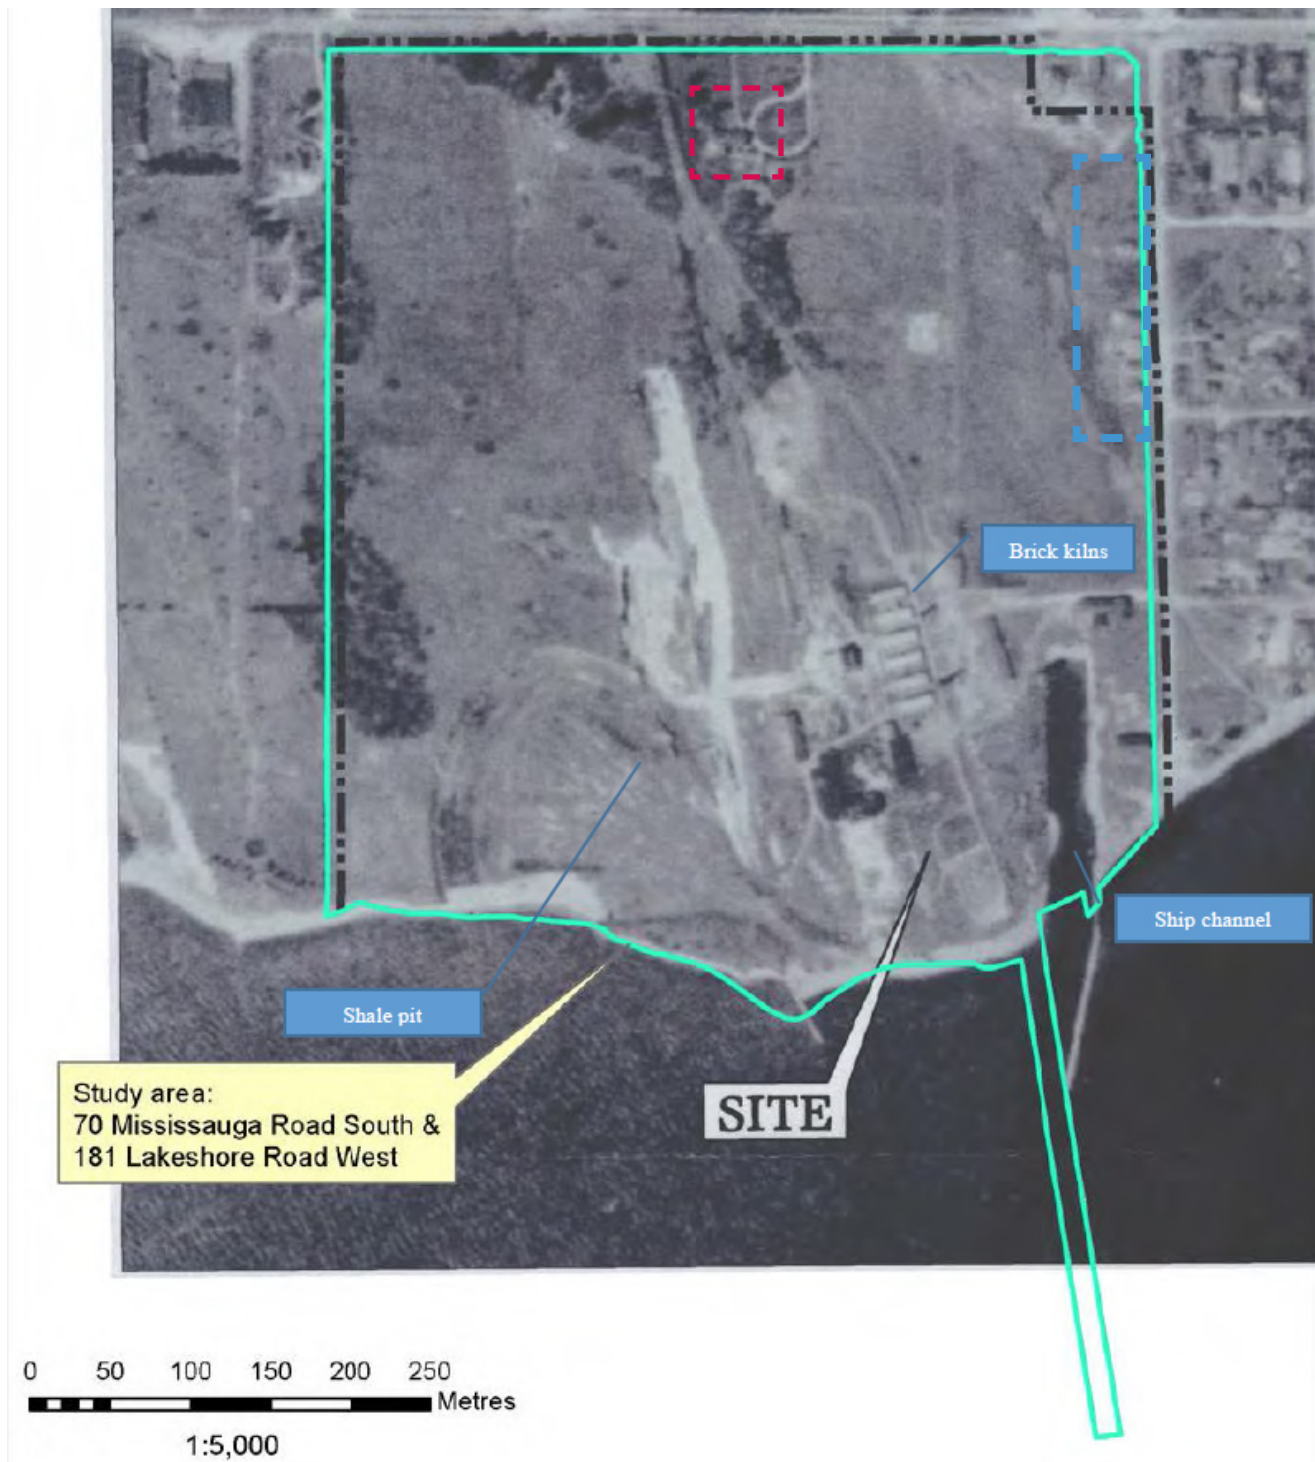 Brick kilns
Ship channel
Shale pit
Study area:
70 Mississauga Road South &
181 Lakeshore Road West
SITE
0 50 100 150 200 250
Metres
1:5,000